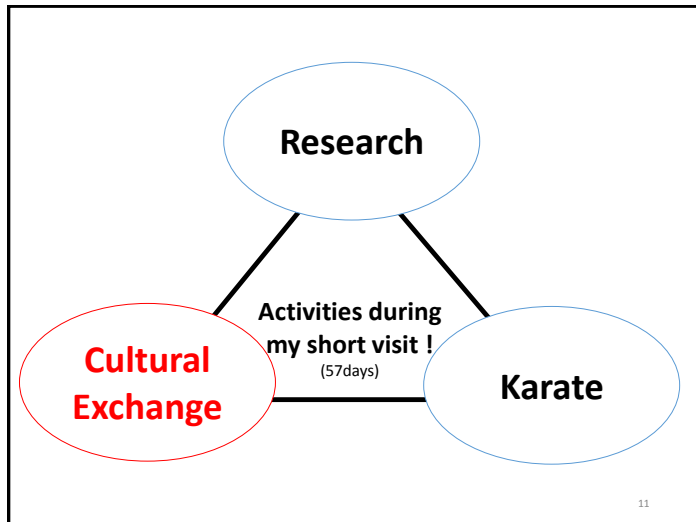 Research
Activities during
my short visit !
(57days)
Cultural
Exchange
Karate
11